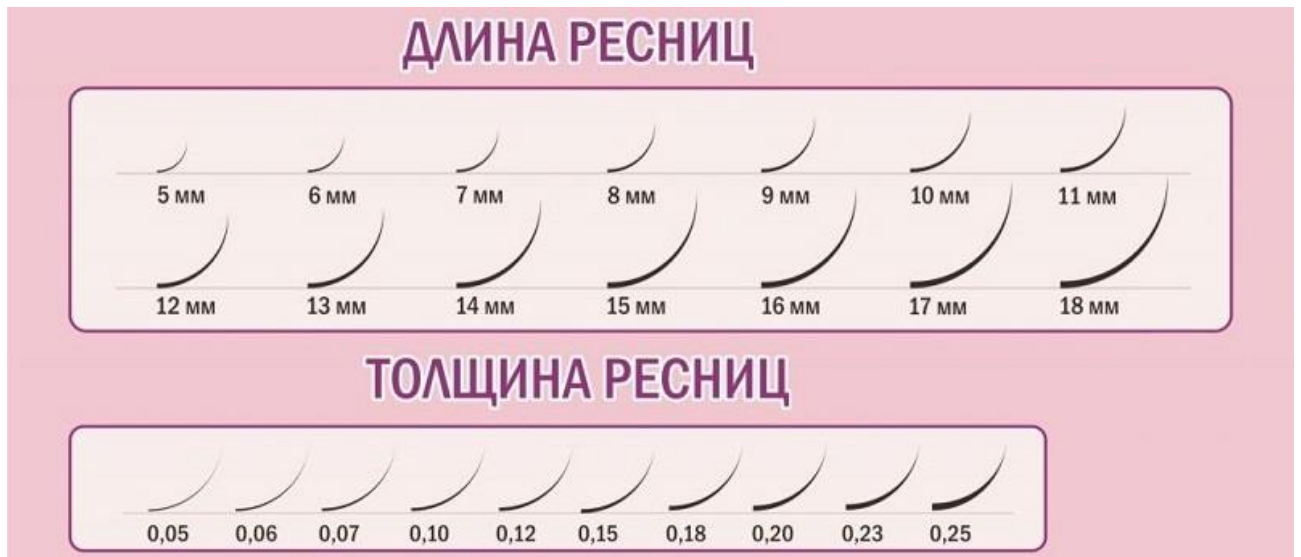 ДЛИНА РЕСНИЦ
5 мм 6 мм 7 мм 8 мм 9 мм 10 мм 11 мм
12 мм 13 мм 14 мм 15 мм 16 мм 17 мм 18 мм
ТОЛЩИНА РЕСНИЦ
0,05 0,06 0,07 0,10 0,12 0,15 0,18 0,20 0,23 0,25